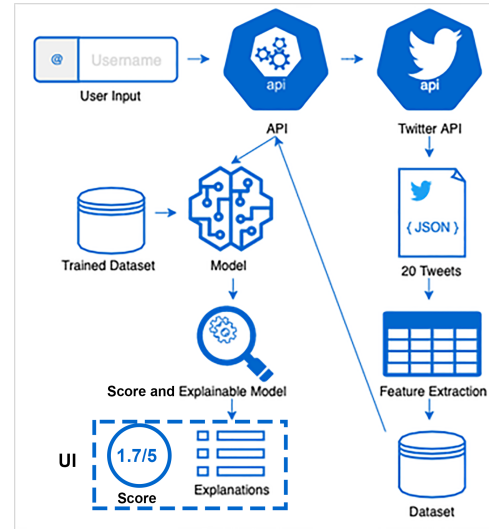 @ Username
User Input
api
API
api
Twitter API
{ JSON }
20 Tweets
Trained Dataset
Model
Feature Extraction
Score and Explainable Model
UI
1.7/5
Score
Explanations
Dataset